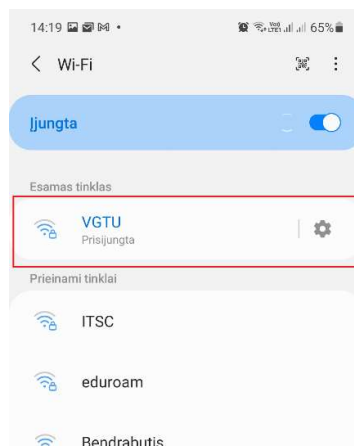 14:19 65%
Wi-Fi
Įjungta
Esamas tinklas
VGTU
Prisijungta
Prieinami tinklai
ITSC
eduroam
Bendrabutis